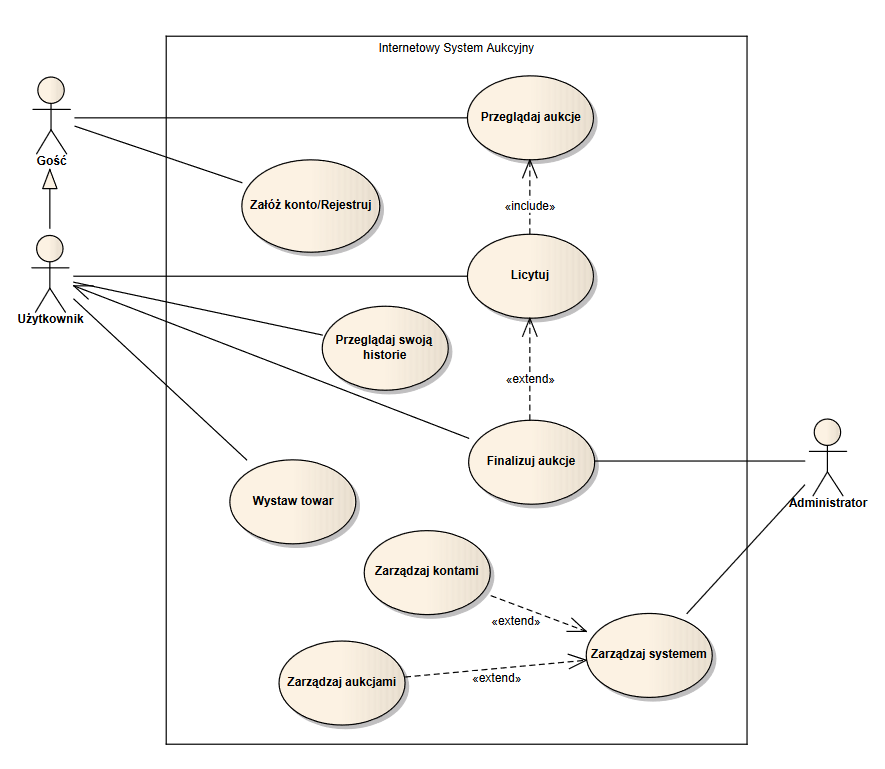 Internetowy System Aukcyjny
Przeglądaj aukcje
Gość
«include»
Załóż konto/Rejestruj
Licytuj
Użytkownik
Przeglądaj swoją
historie
«extend»
Finalizuj aukcje
Wystaw towar
Administrator
Zarządzaj kontami
«extend»
Zarządzaj systemem
Zarządzaj aukcjami
«extend»